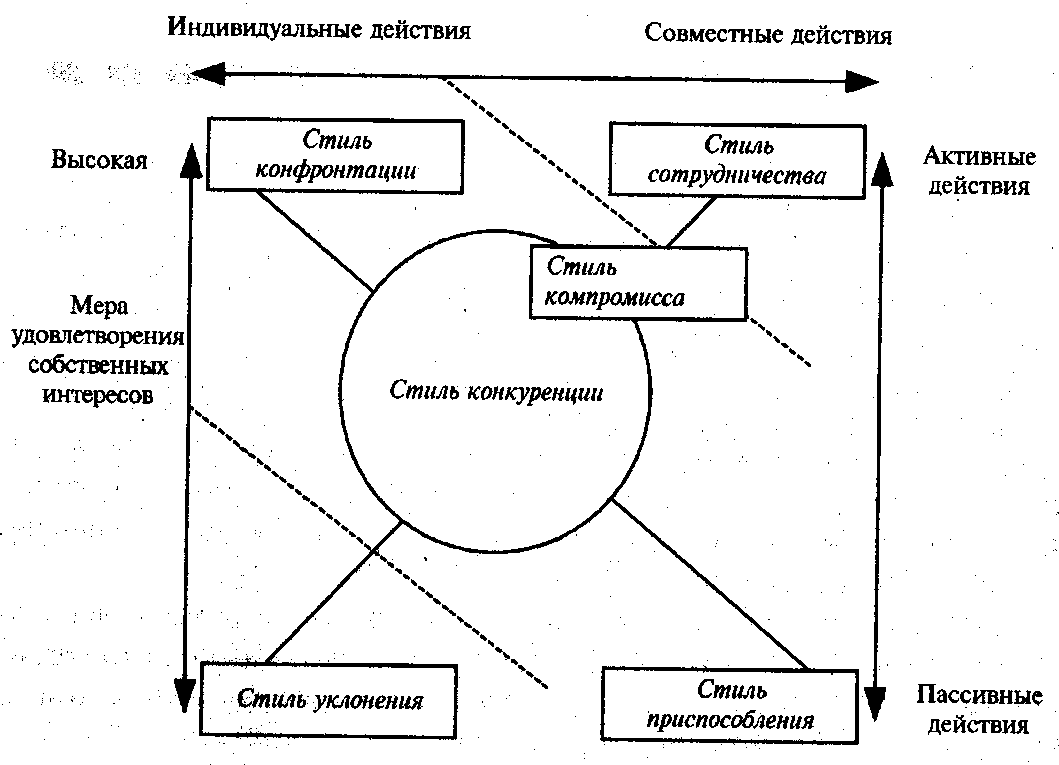 Индивидуальные действия
Совместные действия
Высокая
Стиль
конфронтации
Стиль
сотрудничества
Активные
действия
Стиль
компромисса
Мера
удовлетворения
собственных
интересов
Стиль конкуренции
Стиль уклонения
Стиль
приспособления
Пассивные
действия